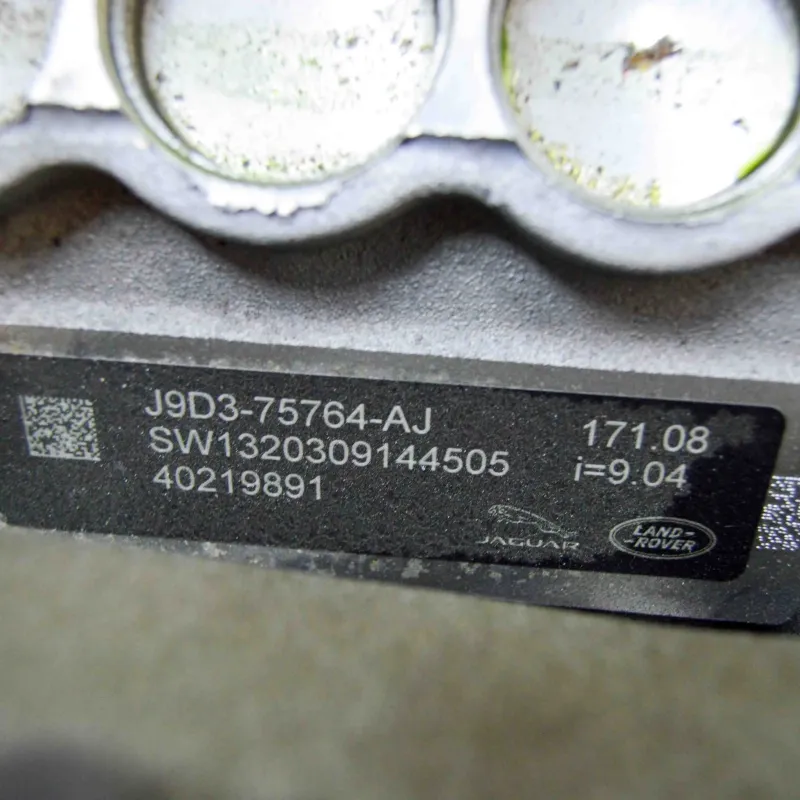 J9D3-75764-AJ
SW1320309144505
40219891
171.08
i=9.04
JAGUAR
LAND-
-ROVER